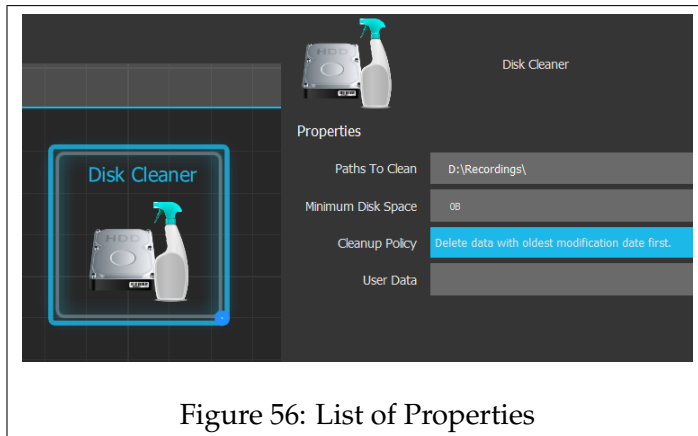 HDD
Disk Cleaner
Properties
Disk Cleaner
HDD
Paths To Clean D:\Recordings\
Minimum Disk Space 0B
Cleanup Policy Delete data with oldest modification date first.
User Data
Figure 56: List of Properties